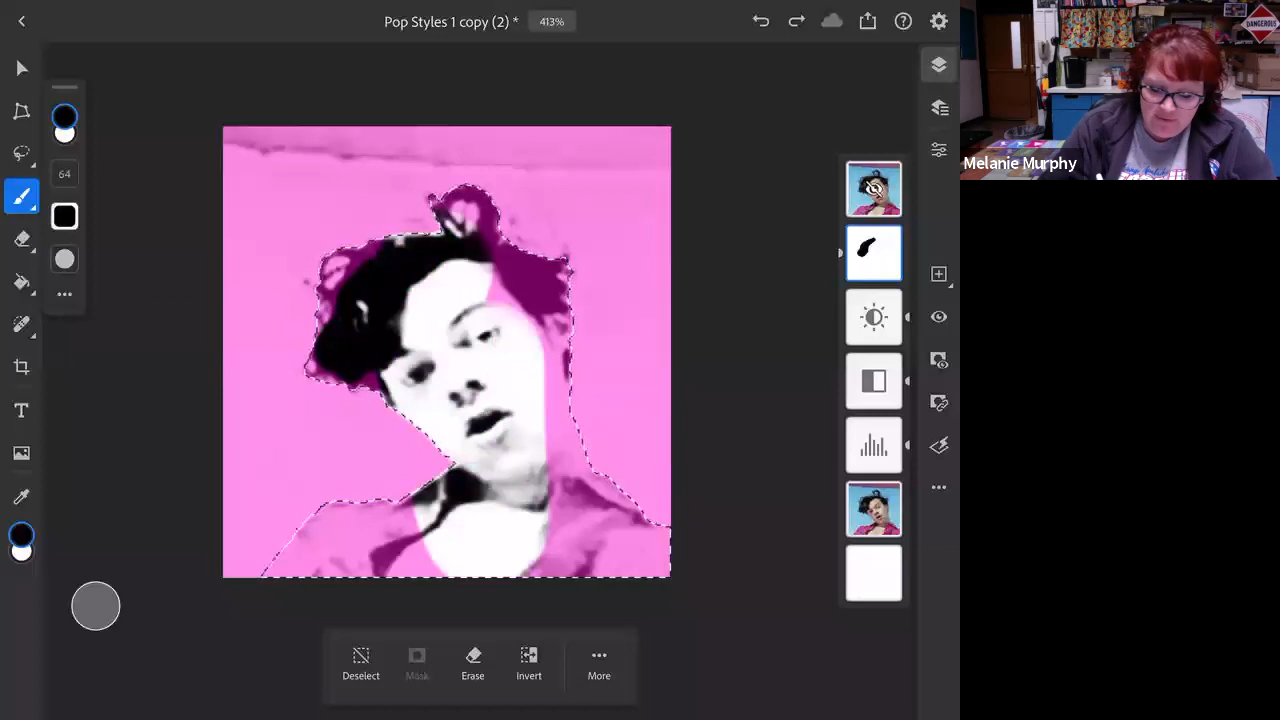 Pop Styles 1 copy (2) *
413%
64
Deselect
Mask
Erase
Invert
More
DANGEROUS
Melanie Murphy